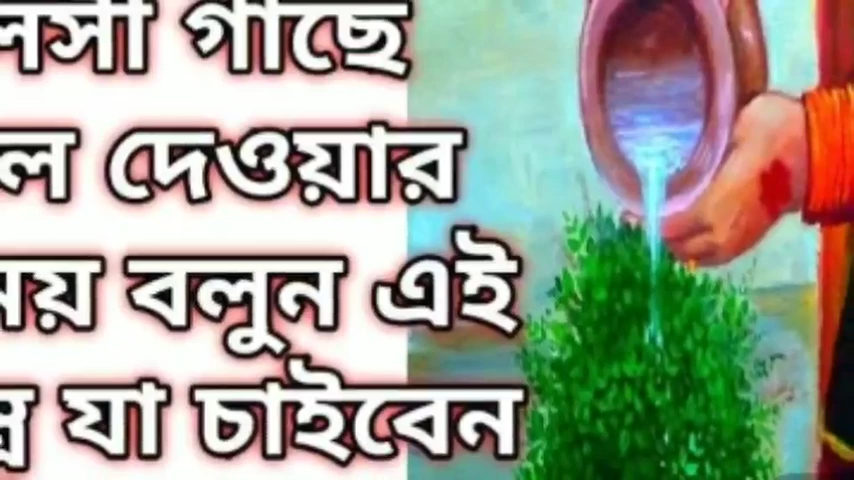 গাছে
দেওয়ার
বলুন এই
যা চাইবেন